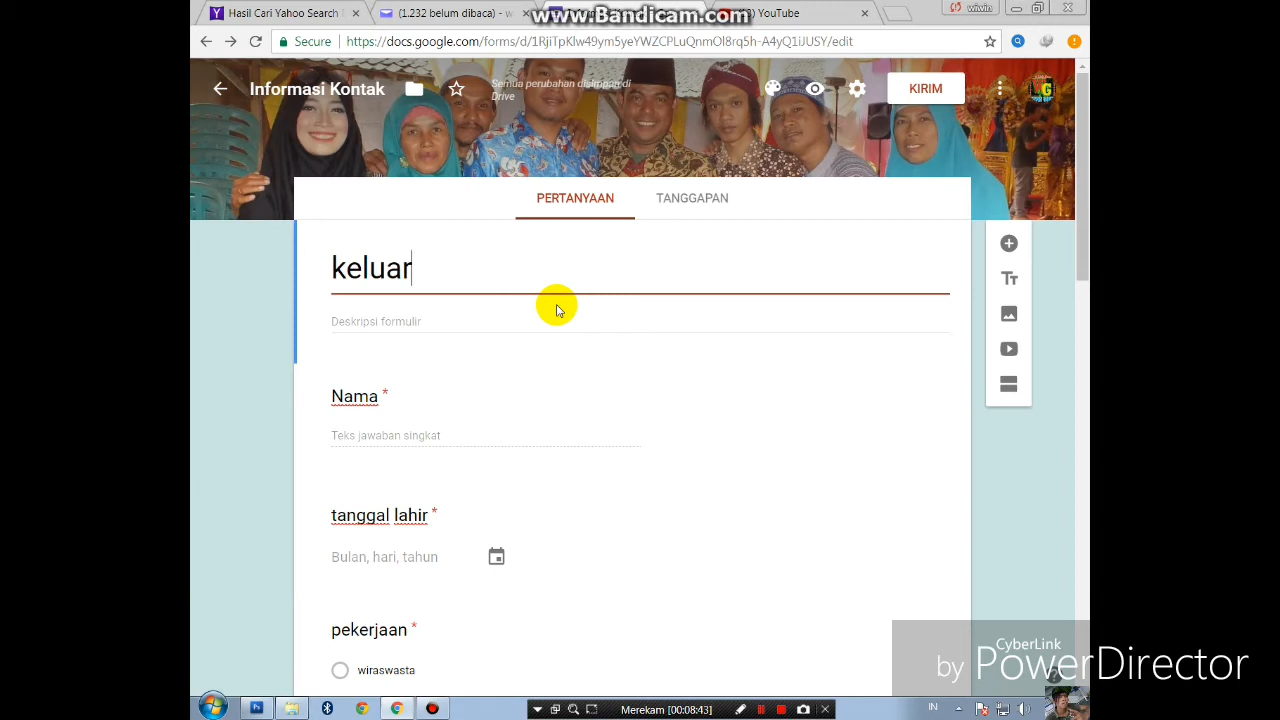 Hasil Cari Yahoo Search
(1.232 belum dibaca) - w
YouTube
wiwin
www.Bandicam.com
Secure
https://docs.google.com/forms/d/1RjiTpKlw49ym5yeYWZCPLuQnmOl8rq5h-A4yQ1iJUSY/edit
Informasi Kontak
Semua perubahan disimpan di
Drive
KIRIM
PERTANYAAN
TANGGAPAN
keluar
Deskripsi formulir
Nama *
Teks jawaban singkat
tanggal lahir *
Bulan, hari, tahun
pekerjaan *
wiraswasta
CyberLink
by PowerDirector
Merekam [00:08:43]
IN